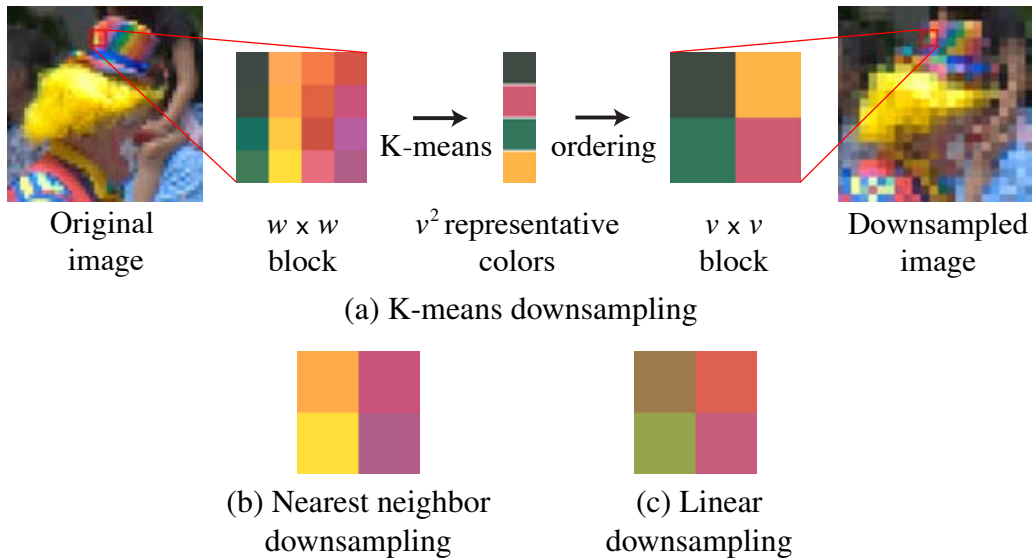 K-means
ordering
Original
image
w x w
block
v² representative
colors
v x v
block
Downsampled
image
(a) K-means downsampling
(b) Nearest neighbor
downsampling
(c) Linear
downsampling